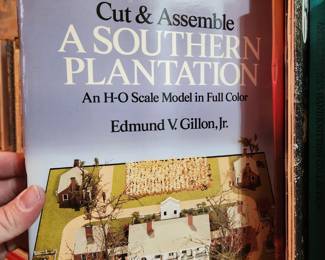 Cut & Assemble
A SOUTHERN
PLANTATION
An H-O Scale Model in Full Color
Edmund V. Gillon, Jr.